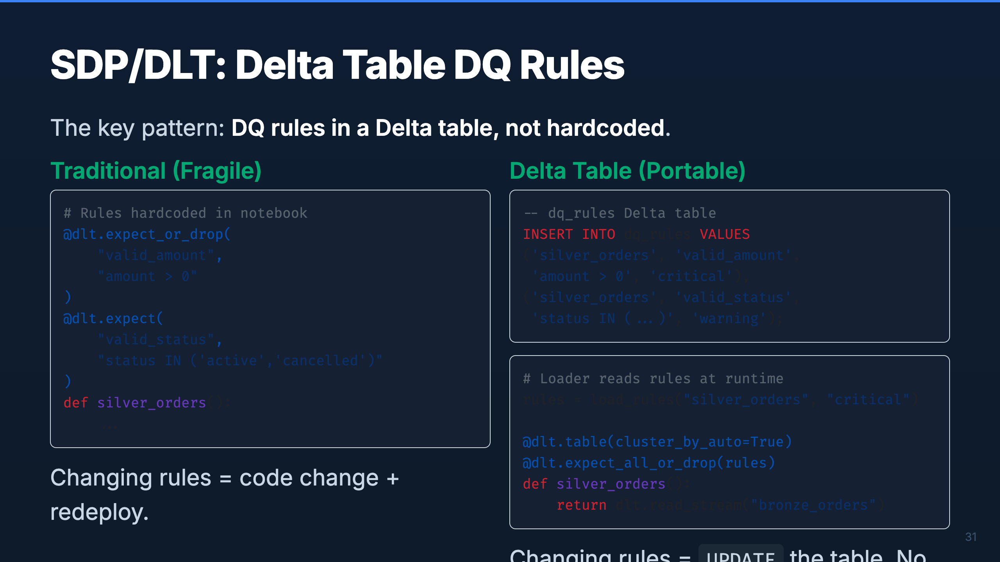 SDP/DLT: Delta Table DQ Rules
The key pattern: DQ rules in a Delta table, not hardcoded.
Traditional (Fragile)
# Rules hardcoded in notebook
@dlt.expect_or_drop(
    "valid_amount",
    "amount > 0"
)
@dlt.expect(
    "valid_status",
    "status IN ('active','cancelled')"
)
def silver_orders():
    ...
Changing rules = code change +
redeploy.
Delta Table (Portable)
-- dq_rules Delta table
INSERT INTO dq_rules VALUES
('silver_orders', 'valid_amount',
 'amount > 0', 'critical'),
('silver_orders', 'valid_status',
 'status IN (...)', 'warning');
# Loader reads rules at runtime
rules = load_rules("silver_orders", "critical")
@dlt.table(cluster_by_auto=True)
@dlt.expect_all_or_drop(rules)
def silver_orders():
    return dlt.read_stream("bronze_orders")
Changing rules = UPDATE the table. No
31